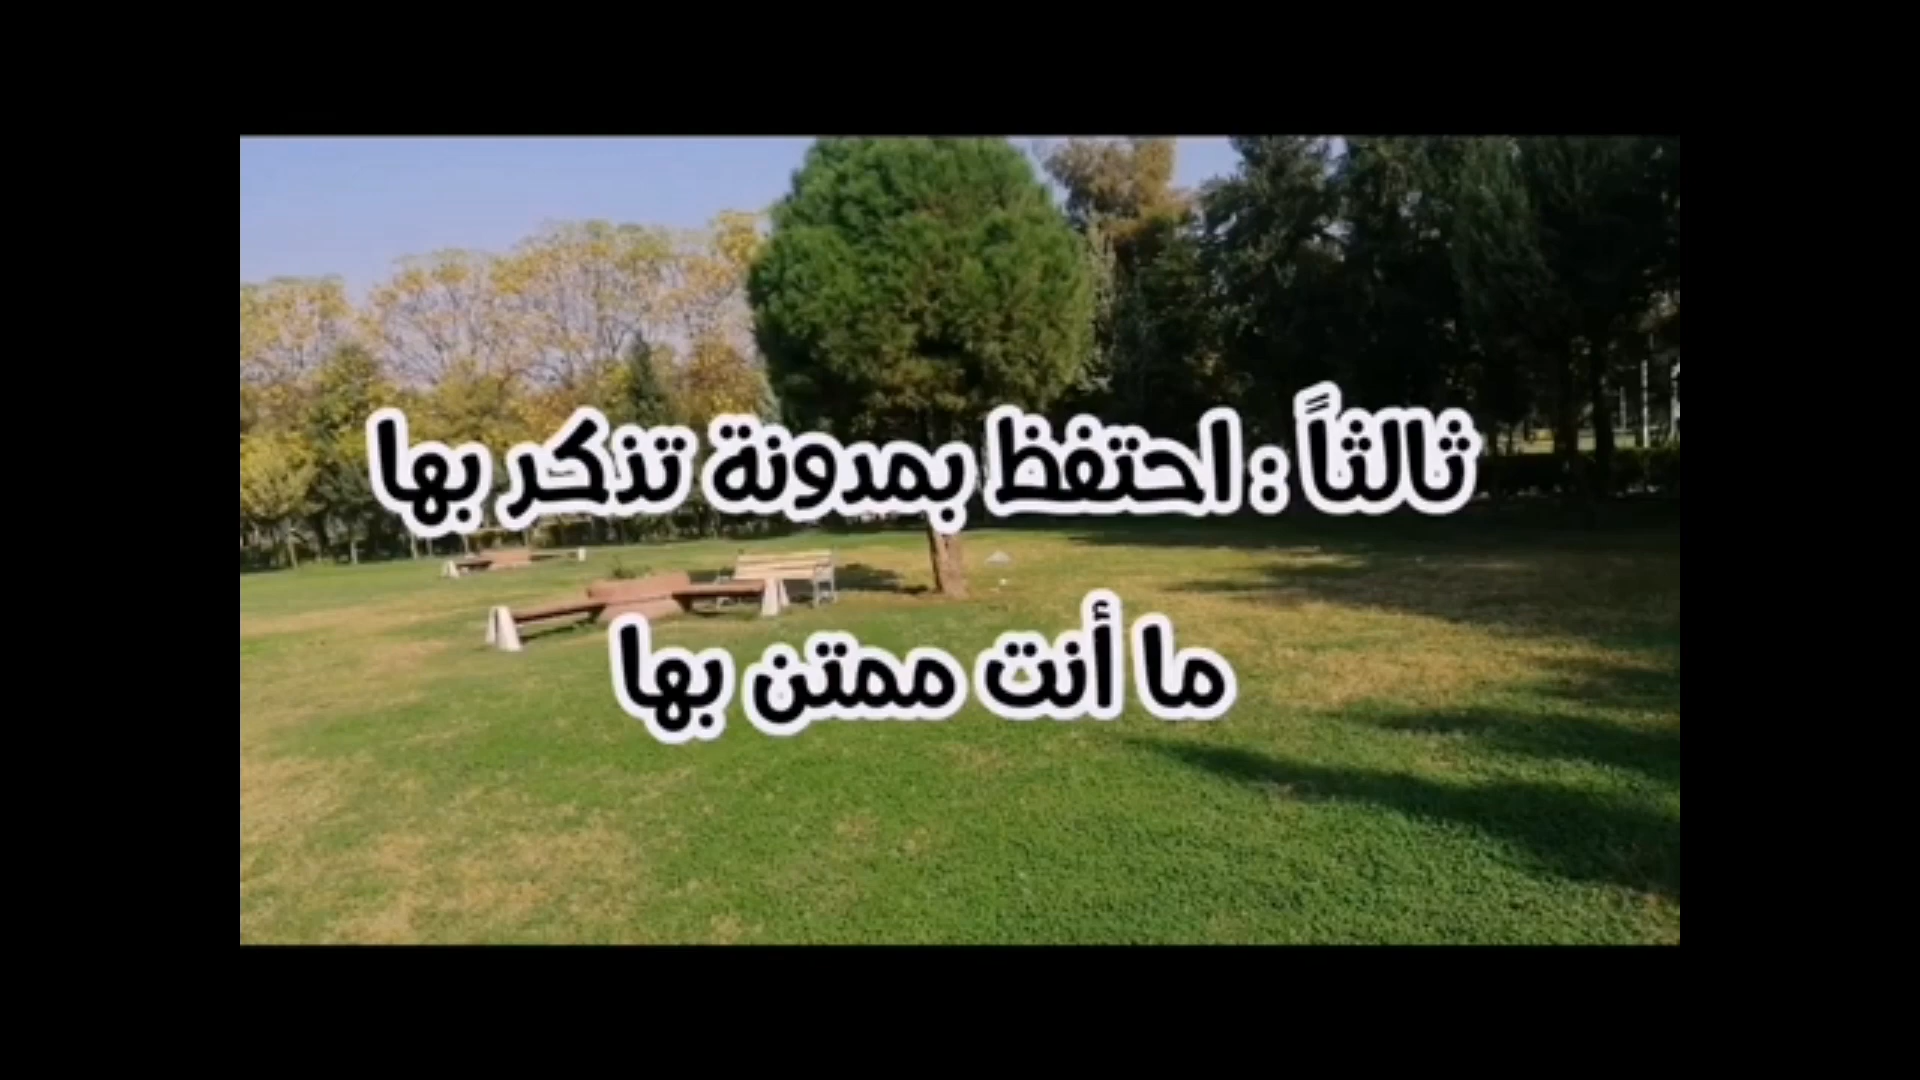 ثالثاً : احتفظ بمدونة تذكر بها
ما أنت ممتن بها